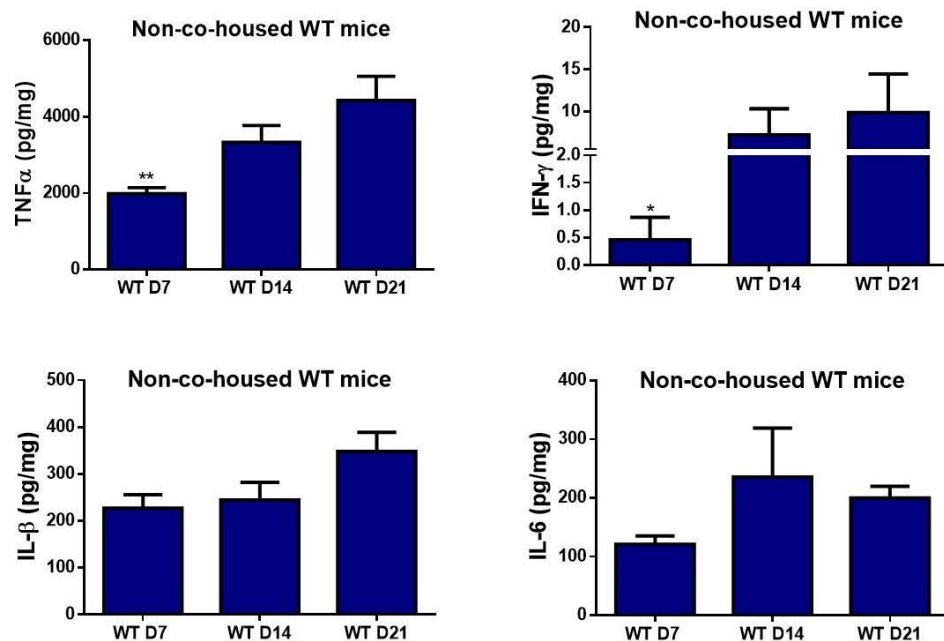 Non-co-housed WT mice
TNFα (pg/mg)
6000
4000
2000
0
**
WT D7 WT D14 WT D21
Non-co-housed WT mice
IFN-γ (pg/mg)
20
15
10
5
2.0
1.5
1.0
0.5
0.0
*
WT D7 WT D14 WT D21
Non-co-housed WT mice
IL-β (pg/mg)
500
400
300
200
100
0
WT D7 WT D14 WT D21
Non-co-housed WT mice
IL-6 (pg/mg)
400
300
200
100
0
WT D7 WT D14 WT D21